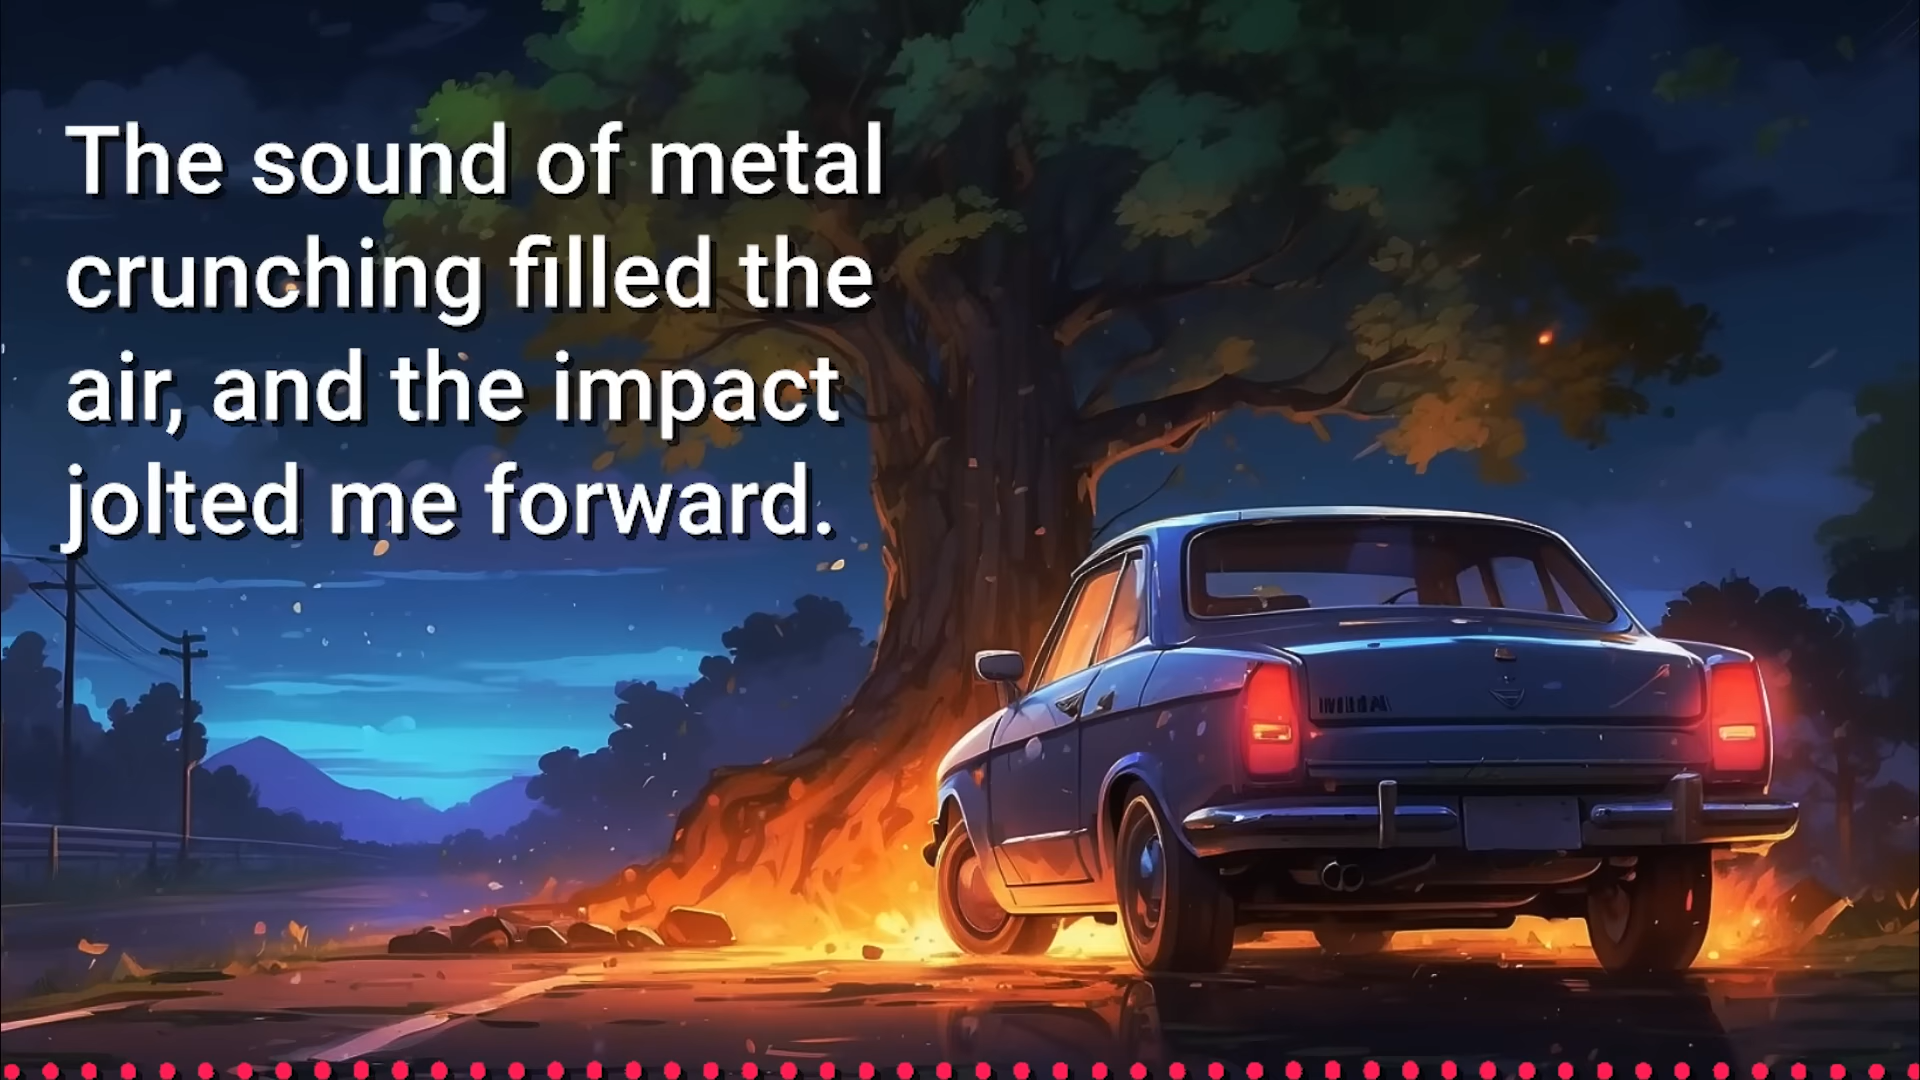 The sound of metal
crunching filled the
air, and the impact
jolted me forward.